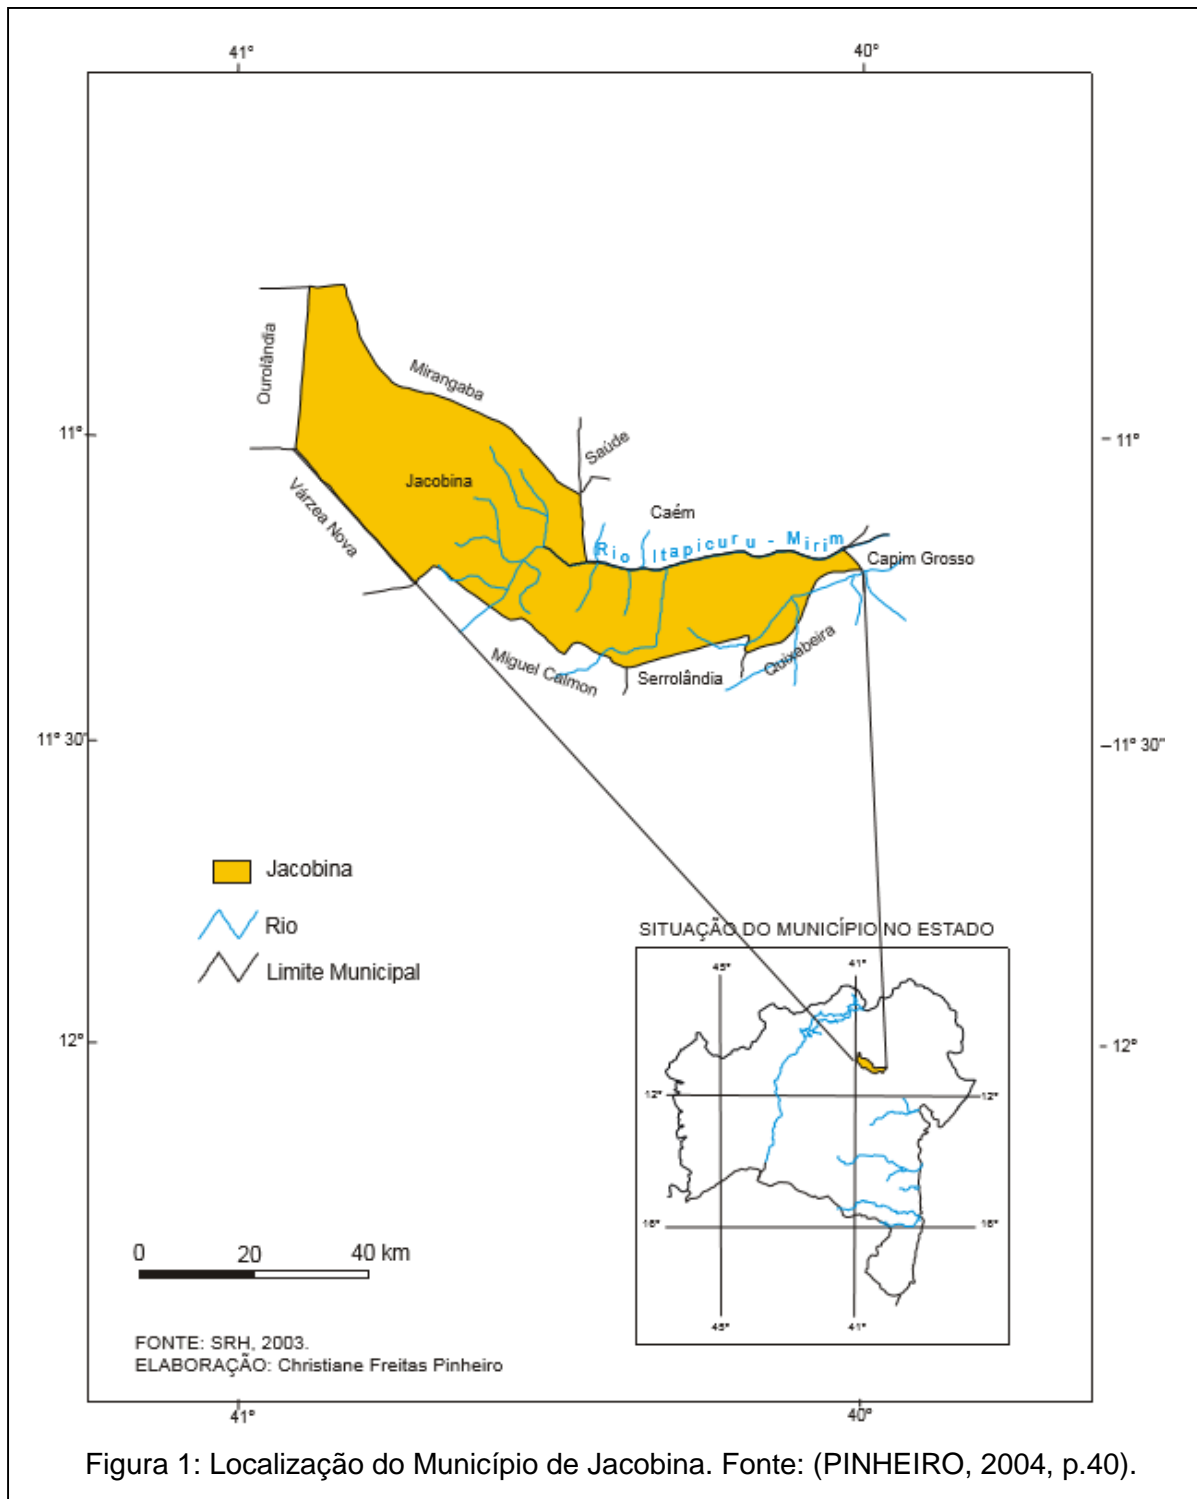 41°
40°
Ourolândia
Mirangaba
11°
11°
Saúde
Jacobina
Várzea Nova
Caém
Rio Itapicuru - Mirim
Capim Grosso
Quixabeira
Miguel Calmon
Serrolândia
11° 30"
11° 30"
Jacobina
Rio
Limite Municipal
SITUAÇÃO DO MUNICÍPIO NO ESTADO
45°
41°
12°
12°
12°
12°
16°
16°
45°
41°
0
20
40 km
FONTE: SRH, 2003.
ELABORAÇÃO: Christiane Freitas Pinheiro
41°
40°
Figura 1: Localização do Município de Jacobina. Fonte: (PINHEIRO, 2004, p.40).